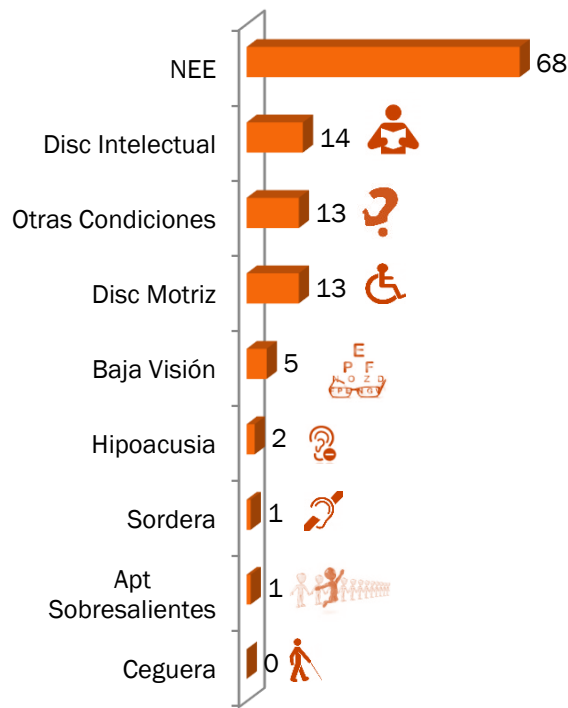 NEE
68
Disc Intelectual
14
Otras Condiciones
13
Disc Motriz
13
Baja Visión
5
E
P F
N O Z D
Hipoacusia
2
Sordera
1
Apt
Sobresalientes
1
Ceguera
0